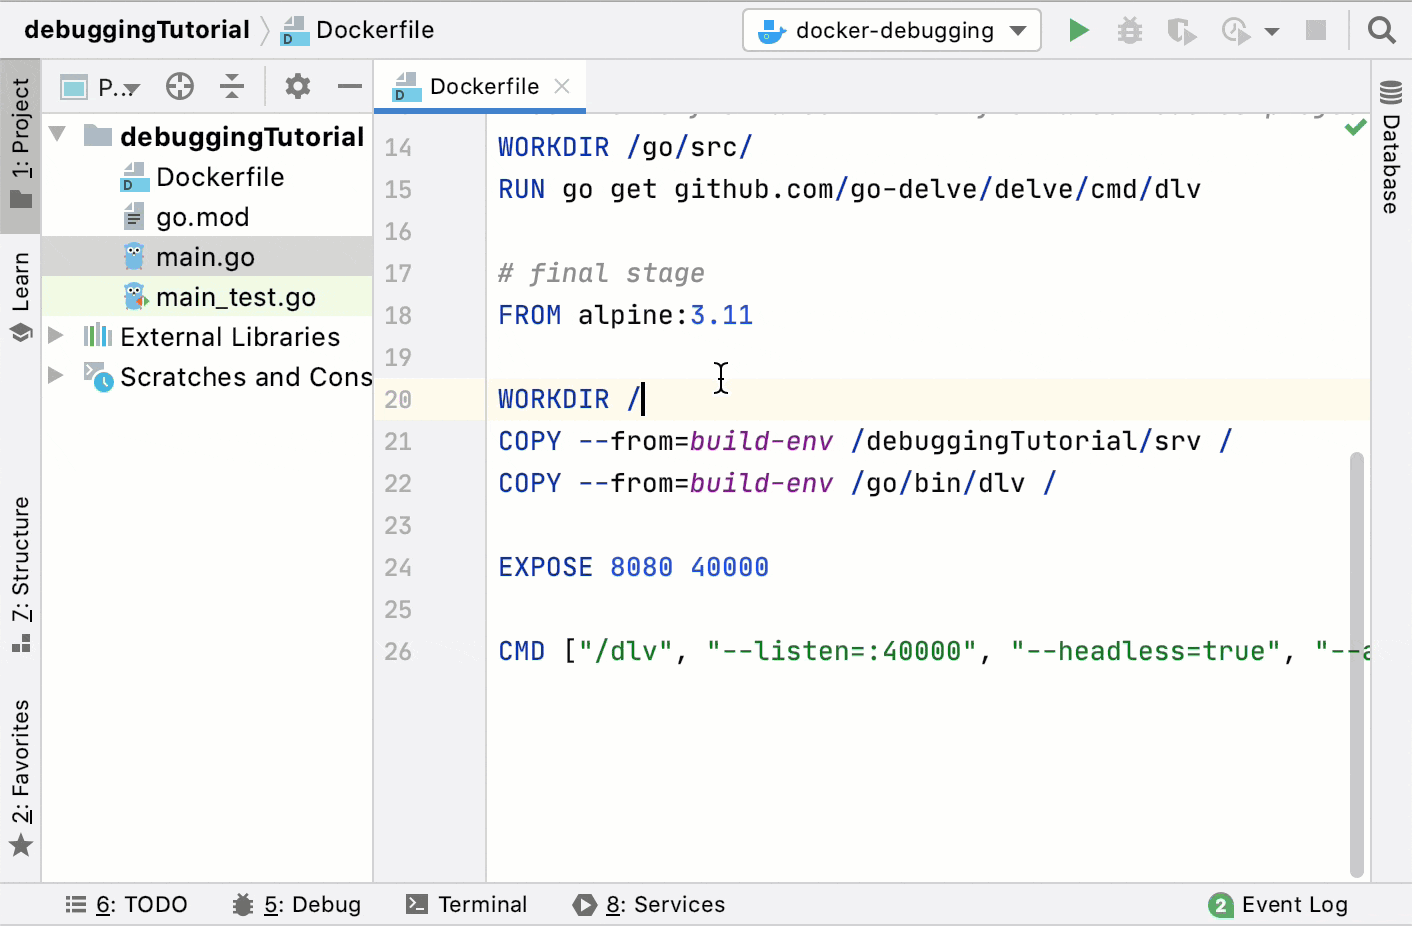 debuggingTutorial Dockerfile docker-debugging
1: Project
Learn
7: Structure
2: Favorites
P...
debuggingTutorial
Dockerfile
go.mod
main.go
main_test.go
External Libraries
Scratches and Cons
Dockerfile
14 WORKDIR /go/src/
15 RUN go get github.com/go-delve/delve/cmd/dlv
16
17 # final stage
18 FROM alpine:3.11
19
20 WORKDIR /
21 COPY --from=build-env /debuggingTutorial/srv /
22 COPY --from=build-env /go/bin/dlv /
23
24 EXPOSE 8080 40000
25
26 CMD ["/dlv", "--listen=:40000", "--headless=true", "--a
Database
6: TODO 5: Debug Terminal 8: Services 2 Event Log